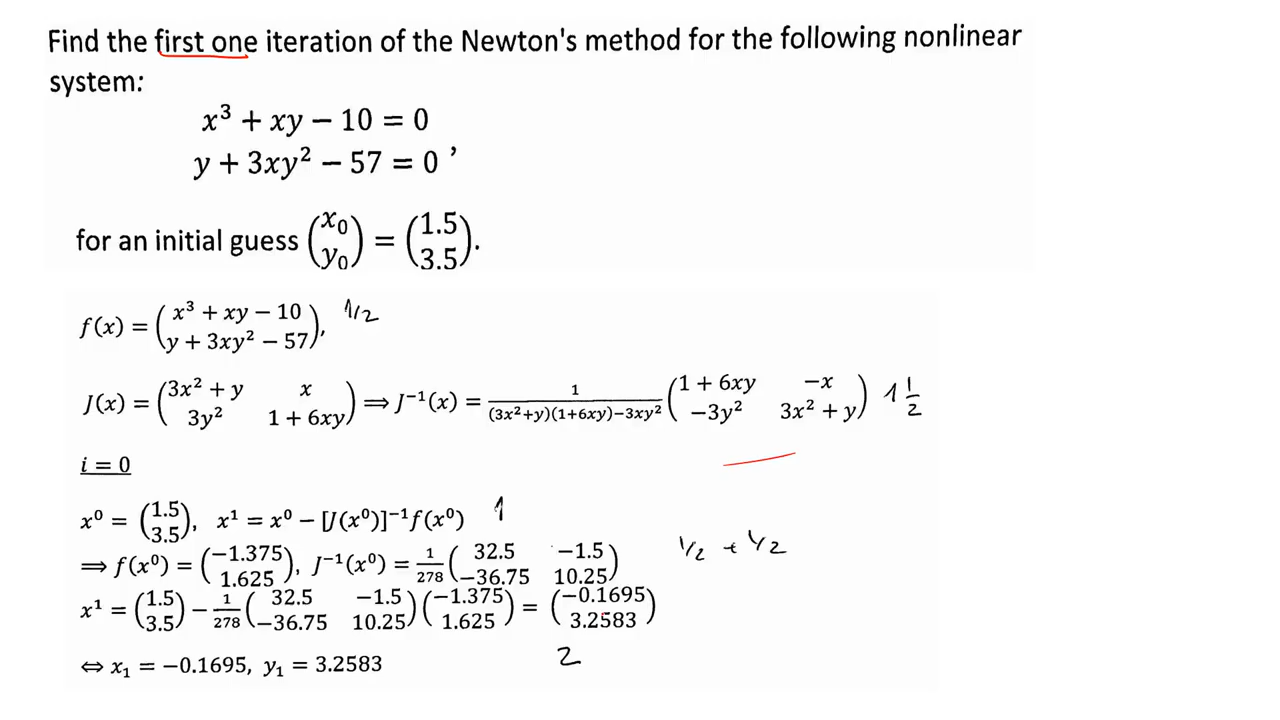 Find the first one iteration of the Newton's method for the following nonlinear
system:
x³ + xy − 10 = 0
y + 3xy² − 57 = 0 ,
for an initial guess (x₀ y₀) = (1.5 3.5).
f(x) = (x³ + xy − 10 y + 3xy² − 57), 1/2
J(x) = (3x² + y x 3y² 1 + 6xy) ⟹ J⁻¹(x) = 1/((3x²+y)(1+6xy)−3xy²) (1 + 6xy −x −3y² 3x² + y) 1 1/2
i = 0
x⁰ = (1.5 3.5), x¹ = x⁰ − [J(x⁰)]⁻¹f(x⁰) 1
⟹ f(x⁰) = (−1.375 1.625), J⁻¹(x⁰) = 1/278 (32.5 −1.5 −36.75 10.25) 1/2 + 1/2
x¹ = (1.5 3.5) − 1/278 (32.5 −1.5 −36.75 10.25) (−1.375 1.625) = (−0.1695 3.2583)
⇔ x₁ = −0.1695, y₁ = 3.2583 2